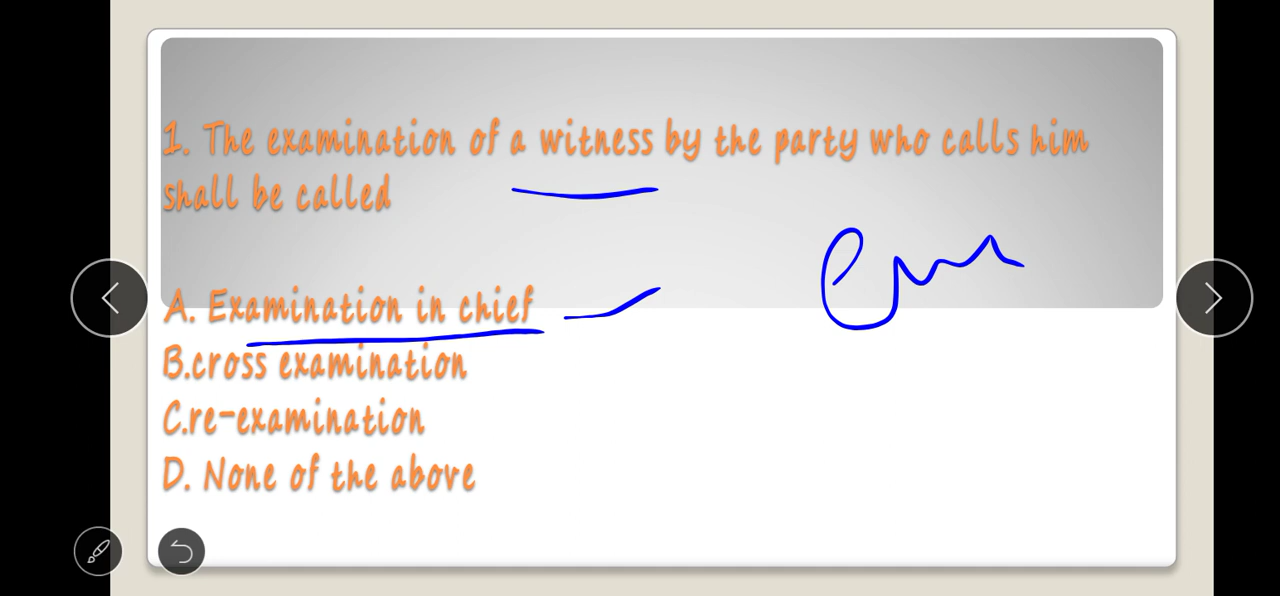 1. The examination of a witness by the party who calls him
shall be called
A. Examination in chief
B.cross examination
C.re-examination
D. None of the above